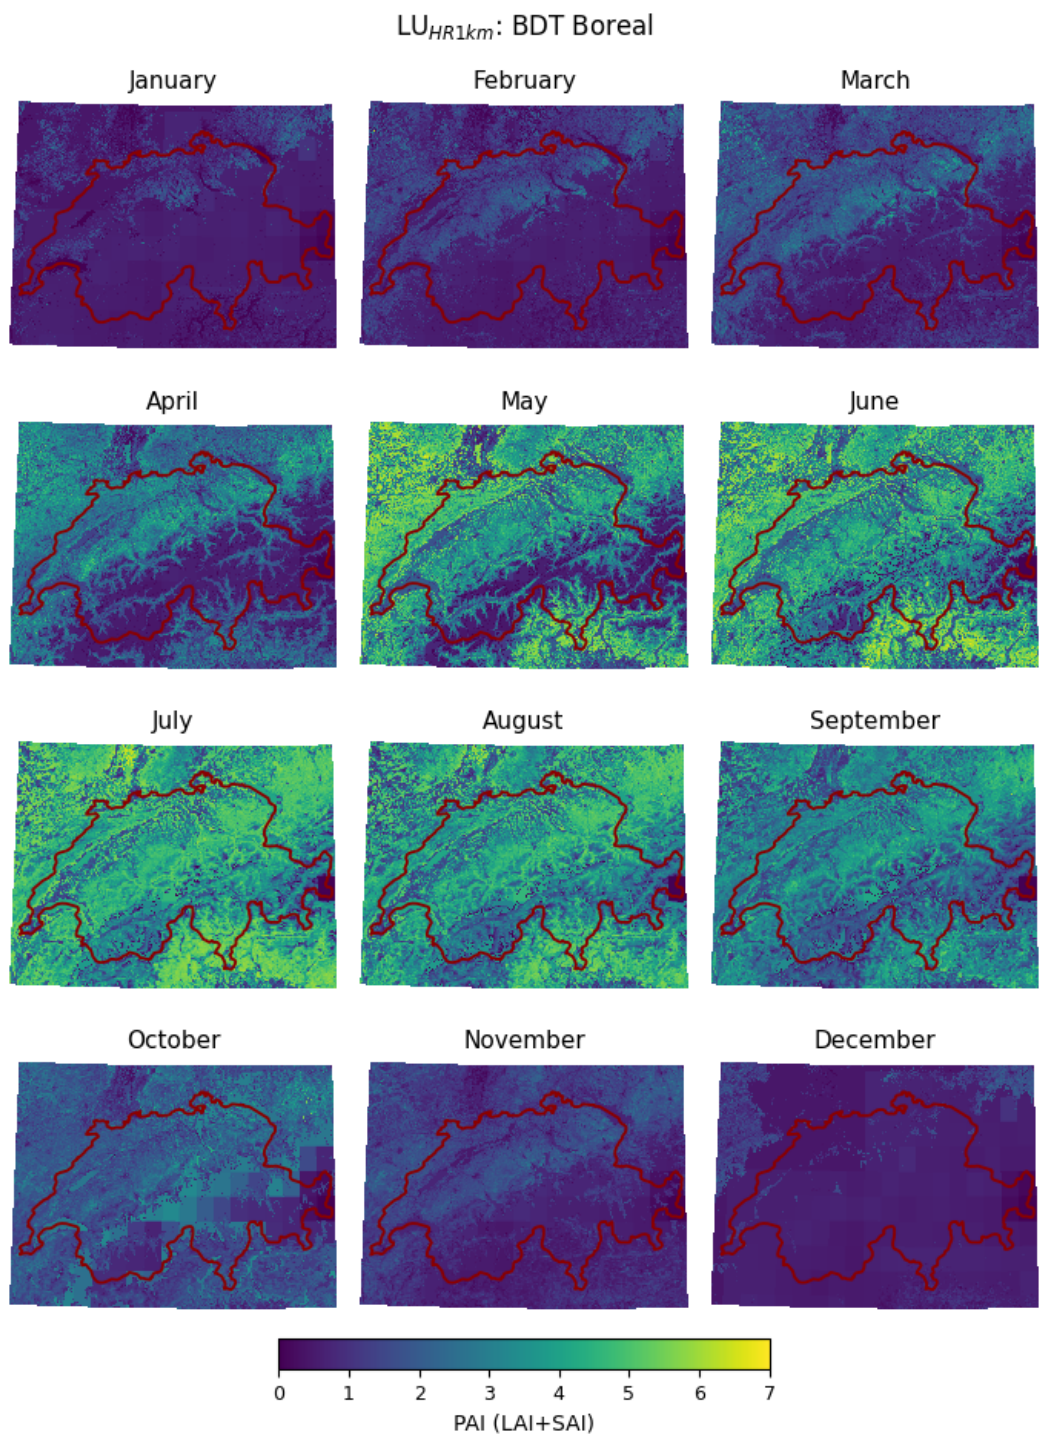 LU_HR1km: BDT Boreal
January February March
April May June
July August September
October November December
0 1 2 3 4 5 6 7
PAI (LAI+SAI)